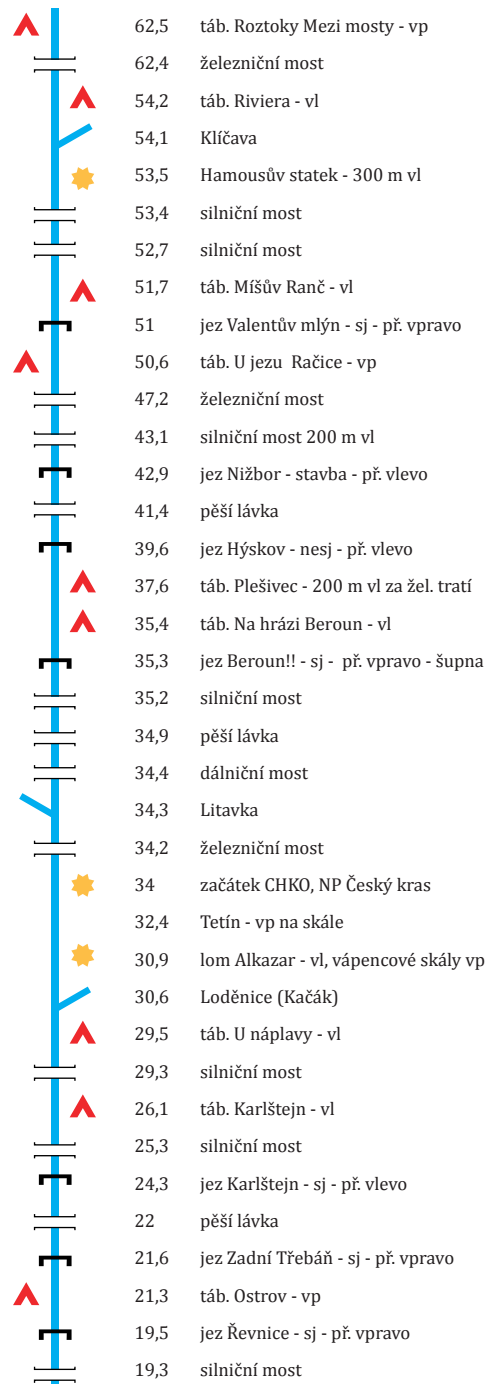 62,5 táb. Roztoky Mezi mosty - vp
62,4 železniční most
54,2 táb. Riviera - vl
54,1 Klíčava
53,5 Hamousův statek - 300 m vl
53,4 silniční most
52,7 silniční most
51,7 táb. Míšův Ranč - vl
51 jez Valentův mlýn - sj - př. vpravo
50,6 táb. U jezu Račice - vp
47,2 železniční most
43,1 silniční most 200 m vl
42,9 jez Nižbor - stavba - př. vlevo
41,4 pěší lávka
39,6 jez Hýskov - nesj - př. vlevo
37,6 táb. Plešivec - 200 m vl za žel. tratí
35,4 táb. Na hrázi Beroun - vl
35,3 jez Beroun!! - sj - př. vpravo - šupna
35,2 silniční most
34,9 pěší lávka
34,4 dálniční most
34,3 Litavka
34,2 železniční most
34 začátek CHKO, NP Český kras
32,4 Tetín - vp na skále
30,9 lom Alkazar - vl, vápencové skály vp
30,6 Loděnice (Kačák)
29,5 táb. U náplavy - vl
29,3 silniční most
26,1 táb. Karlštejn - vl
25,3 silniční most
24,3 jez Karlštejn - sj - př. vlevo
22 pěší lávka
21,6 jez Zadní Třebáň - sj - př. vpravo
21,3 táb. Ostrov - vp
19,5 jez Řevnice - sj - př. vpravo
19,3 silniční most